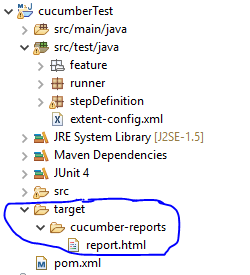 cucumberTest
src/main/java
src/test/java
feature
runner
stepDefinition
extent-config.xml
JRE System Library [J2SE-1.5]
Maven Dependencies
JUnit 4
src
target
cucumber-reports
report.html
pom.xml